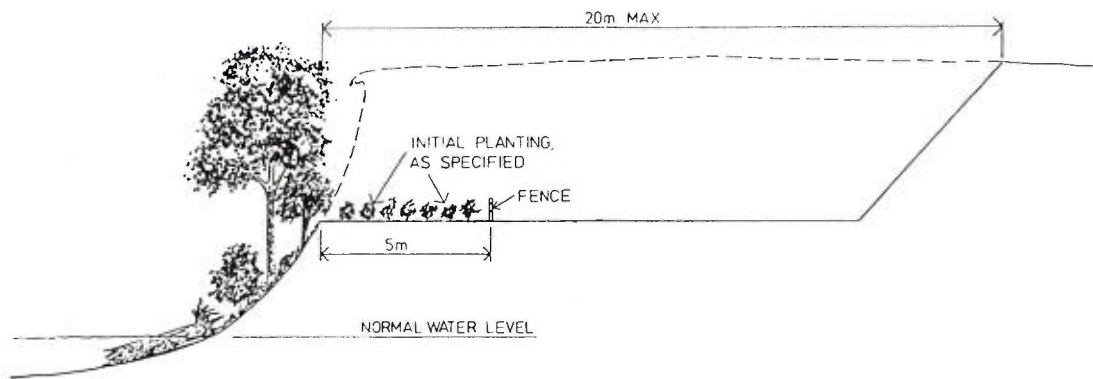 20m MAX
INITIAL PLANTING,
AS SPECIFIED
FENCE
5m
NORMAL WATER LEVEL